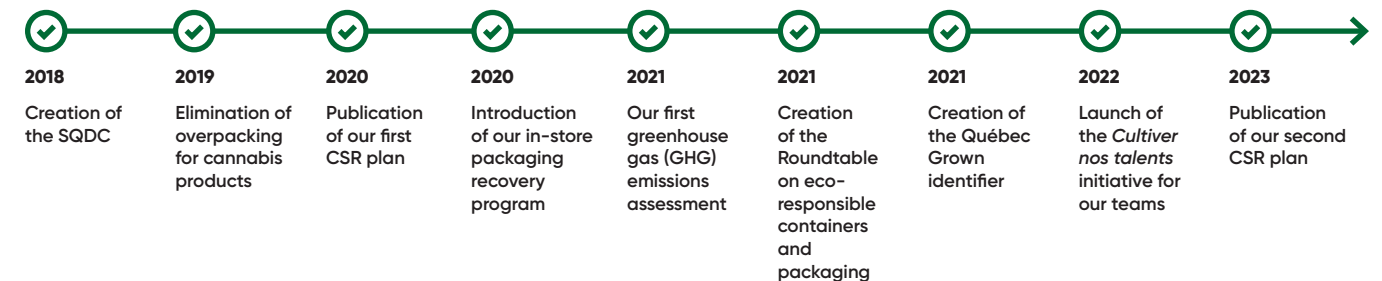 2018
Creation of
the SQDC
2019
Elimination of
overpacking
for cannabis
products
2020
Publication
of our first
CSR plan
2020
Introduction
of our in-store
packaging
recovery
program
2021
Our first
greenhouse
gas (GHG)
emissions
assessment
2021
Creation
of the
Roundtable
on eco-
responsible
containers
and
packaging
2021
Creation of
the Québec
Grown
identifier
2022
Launch of
the Cultiver
nos talents
initiative for
our teams
2023
Publication
of our second
CSR plan